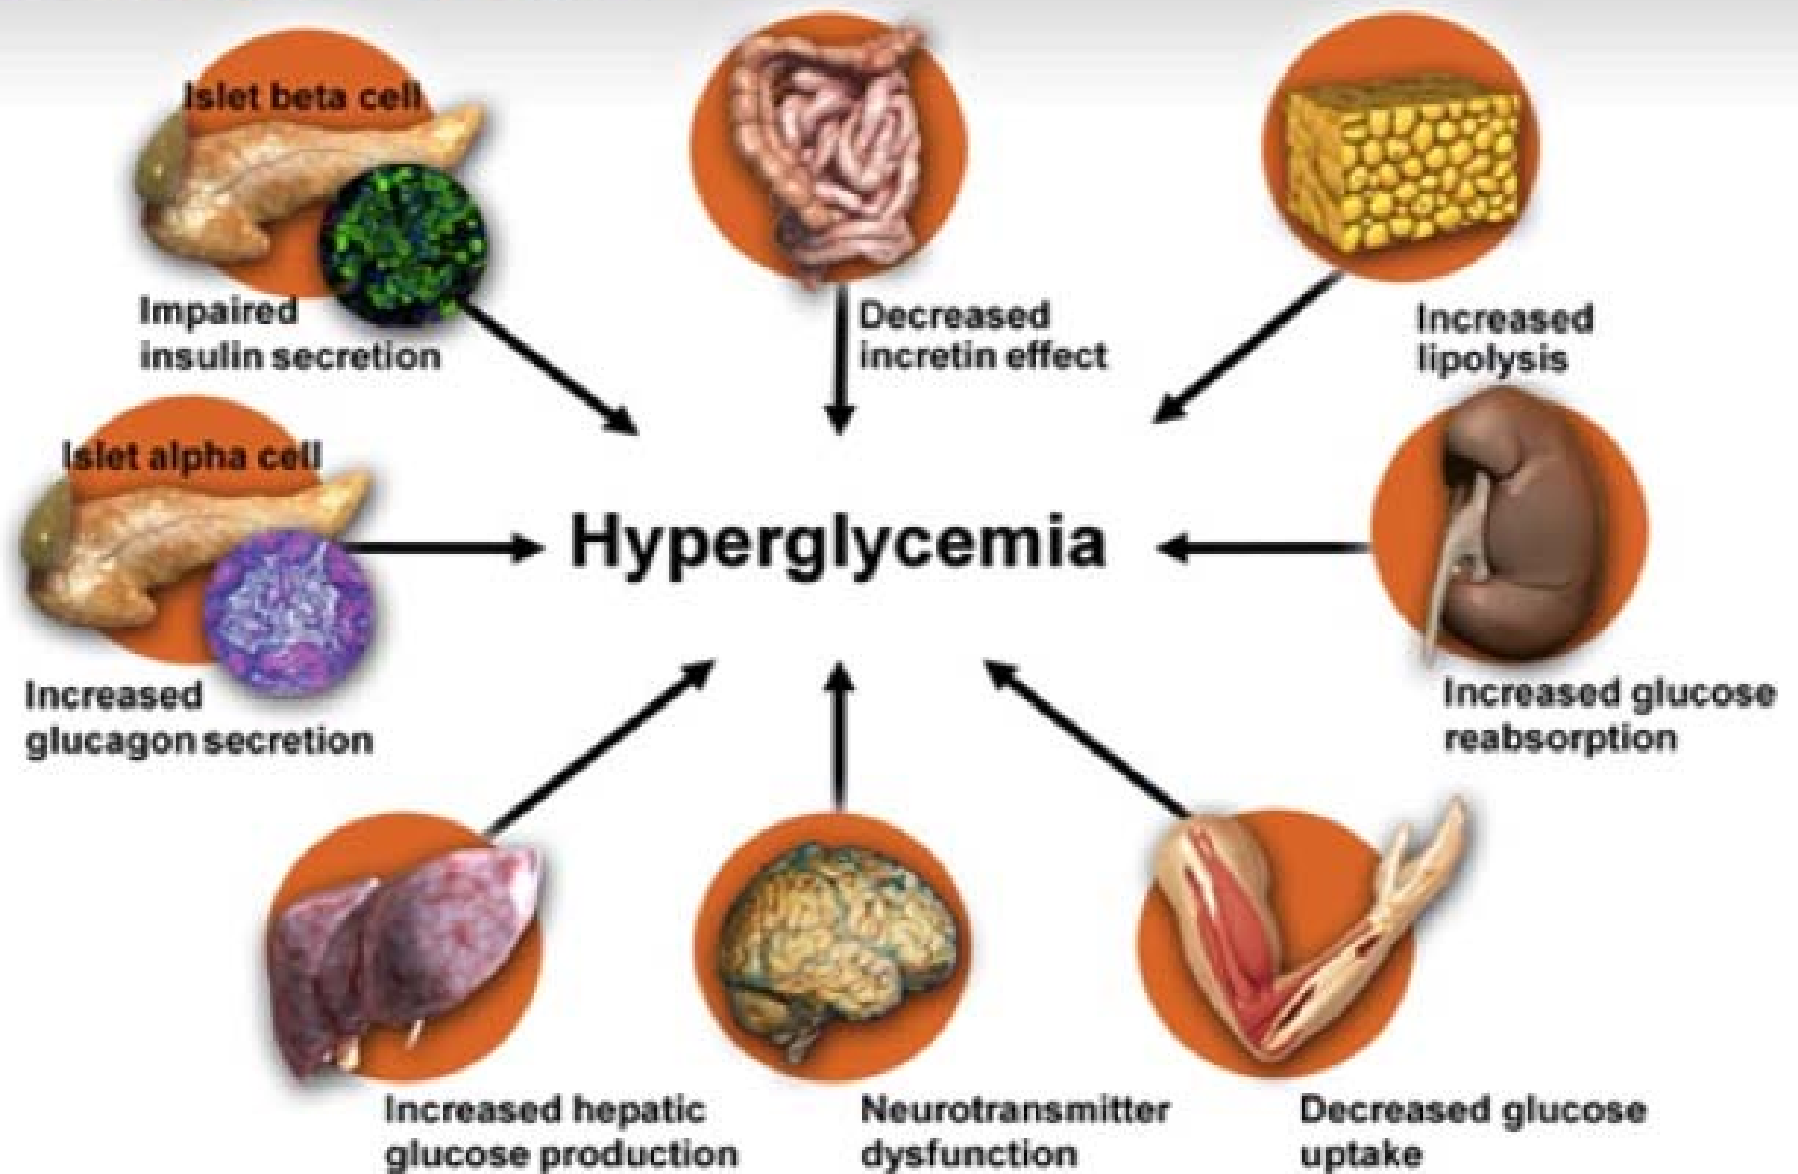 Islet beta cell
Impaired
insulin secretion
Decreased
incretin effect
Increased
lipolysis
Islet alpha cell
Increased
glucagon secretion
Hyperglycemia
Increased glucose
reabsorption
Increased hepatic
glucose production
Neurotransmitter
dysfunction
Decreased glucose
uptake